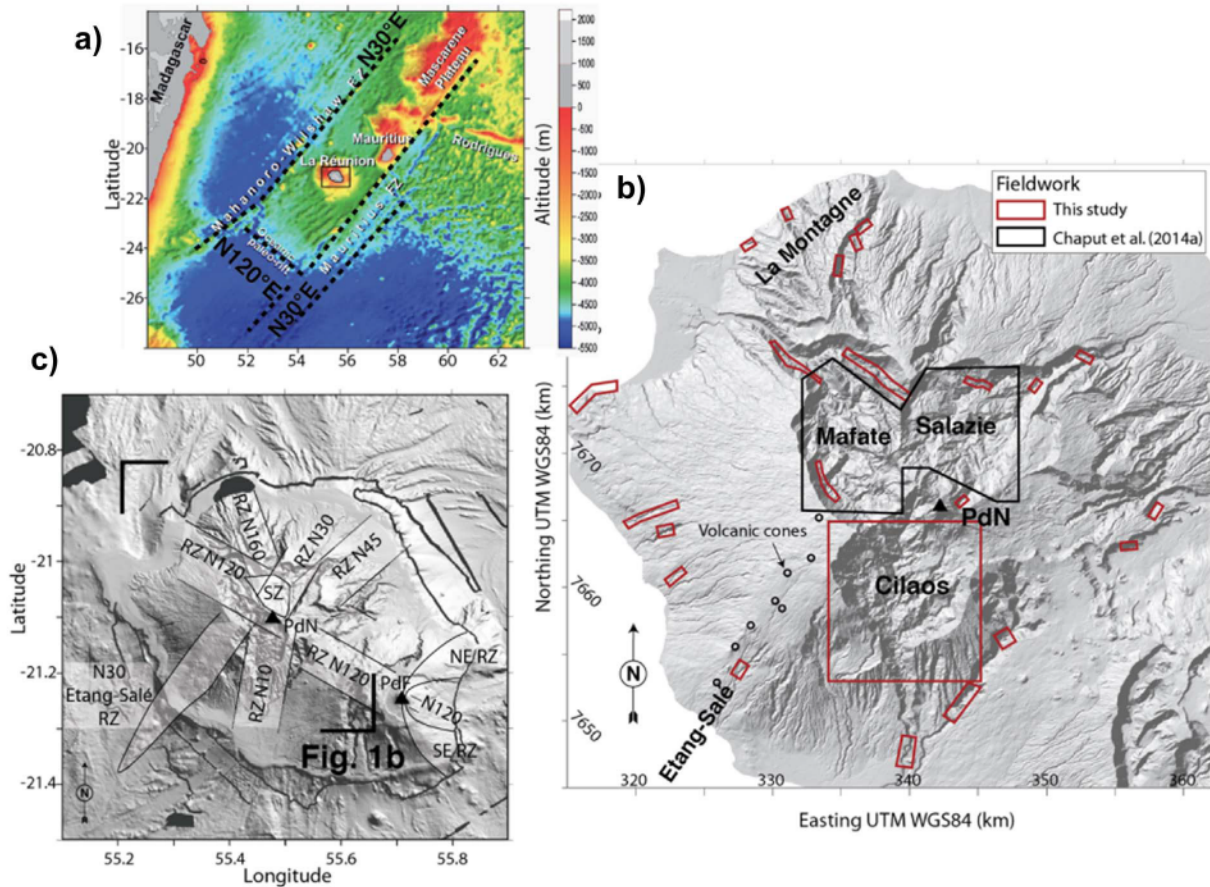 a)
Madagascar
Mahanoro-Wilshaw FZ
N30°E
Mascarene
Plateau
Mauritius
La Réunion
Rodrigues
Mauritius FZ
Oceanic
paleo-rift
N120°E
N30°E
-16
-18
-20
-22
-24
-26
Latitude
50 52 54 56 58 60 62
2000
1000
500
0
-500
-1000
-1500
-2000
-2500
-3000
-3500
-4000
-4500
-5000
-5500
Altitude (m)
b)
Fieldwork
This study
Chaput et al. (2014a)
La Montagne
Mafate
Salazie
PdN
Volcanic cones
Cilaos
Etang-Salé
N
7670
7660
7650
Northing UTM WGS84 (km)
320 330 340 350 360
Easting UTM WGS84 (km)
c)
-20.8
-21
-21.2
-21.4
Latitude
RZ N160
RZ N30
RZ N45
RZ N120
SZ
PdN
RZ N120
NE RZ
N30
Etang-Salé
RZ
RZ N10
PdF
N120
SE RZ
Fig. 1b
N
55.2 55.4 55.6 55.8
Longitude